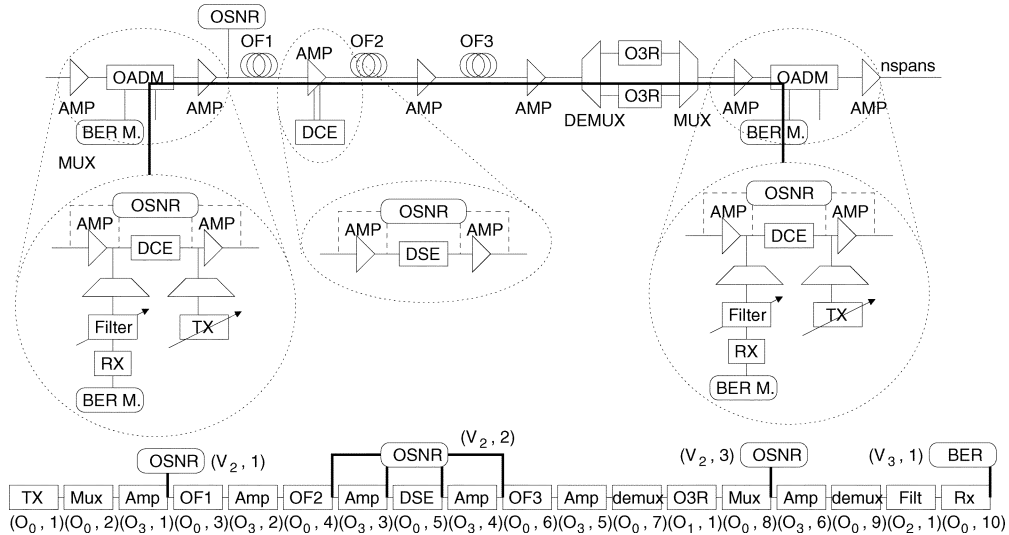 OSNR
OF1 AMP OF2 OF3 O3R
OADM nspans
AMP AMP DCE AMP AMP O3R AMP OADM AMP
BER M. DEMUX MUX BER M.
MUX
OSNR OSNR OSNR
AMP AMP AMP AMP AMP AMP
DCE DSE DCE
Filter TX Filter TX
RX RX
BER M. BER M.
OSNR (V2 , 1) OSNR (V2 , 2) (V2 , 3) OSNR (V3 , 1) BER
TX Mux Amp OF1 Amp OF2 Amp DSE Amp OF3 Amp demux O3R Mux Amp demux Filt Rx
(O0 , 1) (O0 , 2) (O3 , 1) (O0 , 3) (O3 , 2) (O0 , 4) (O3 , 3) (O0 , 5) (O3 , 4) (O0 , 6) (O3 , 5) (O0 , 7) (O1 , 1) (O0 , 8) (O3 , 6) (O0 , 9) (O2 , 1) (O0 , 10)